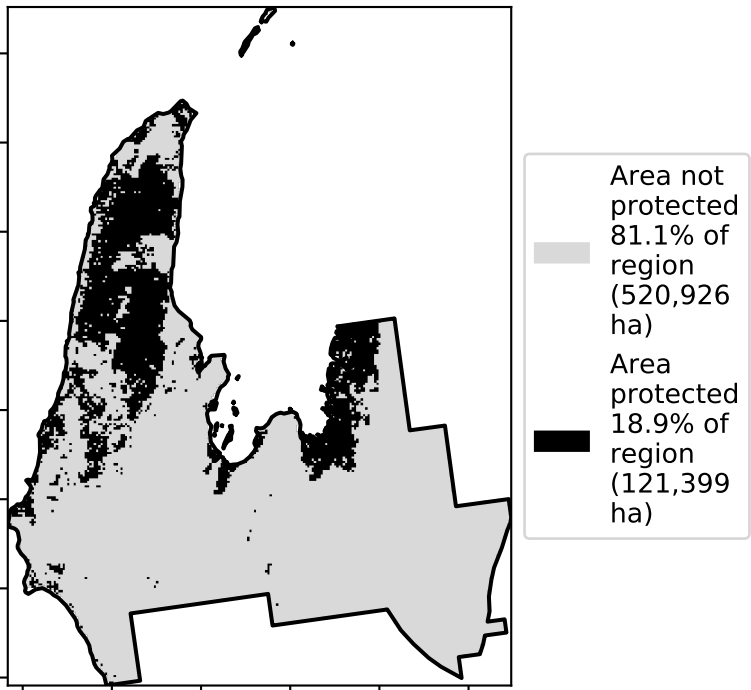 Area not
protected
81.1% of
region
(520,926
ha)
Area
protected
18.9% of
region
(121,399
ha)